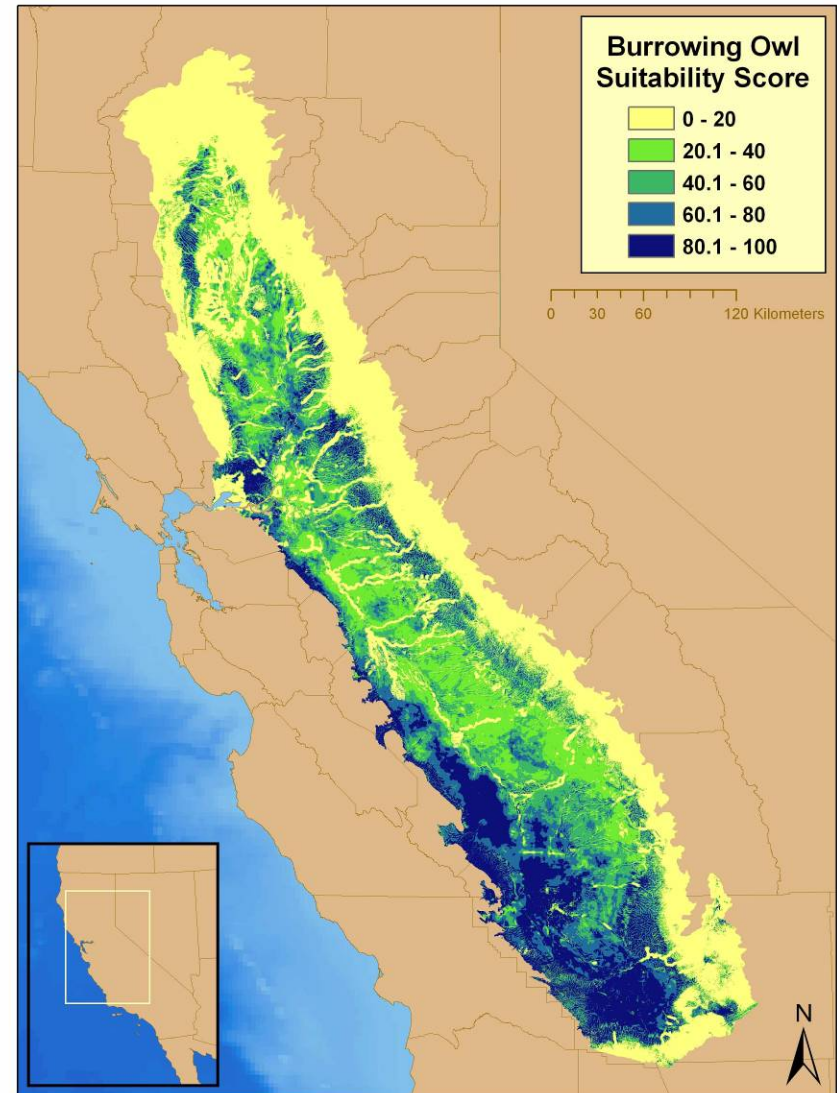 Burrowing Owl
Suitability Score
0 - 20
20.1 - 40
40.1 - 60
60.1 - 80
80.1 - 100
0 30 60 120 Kilometers
N